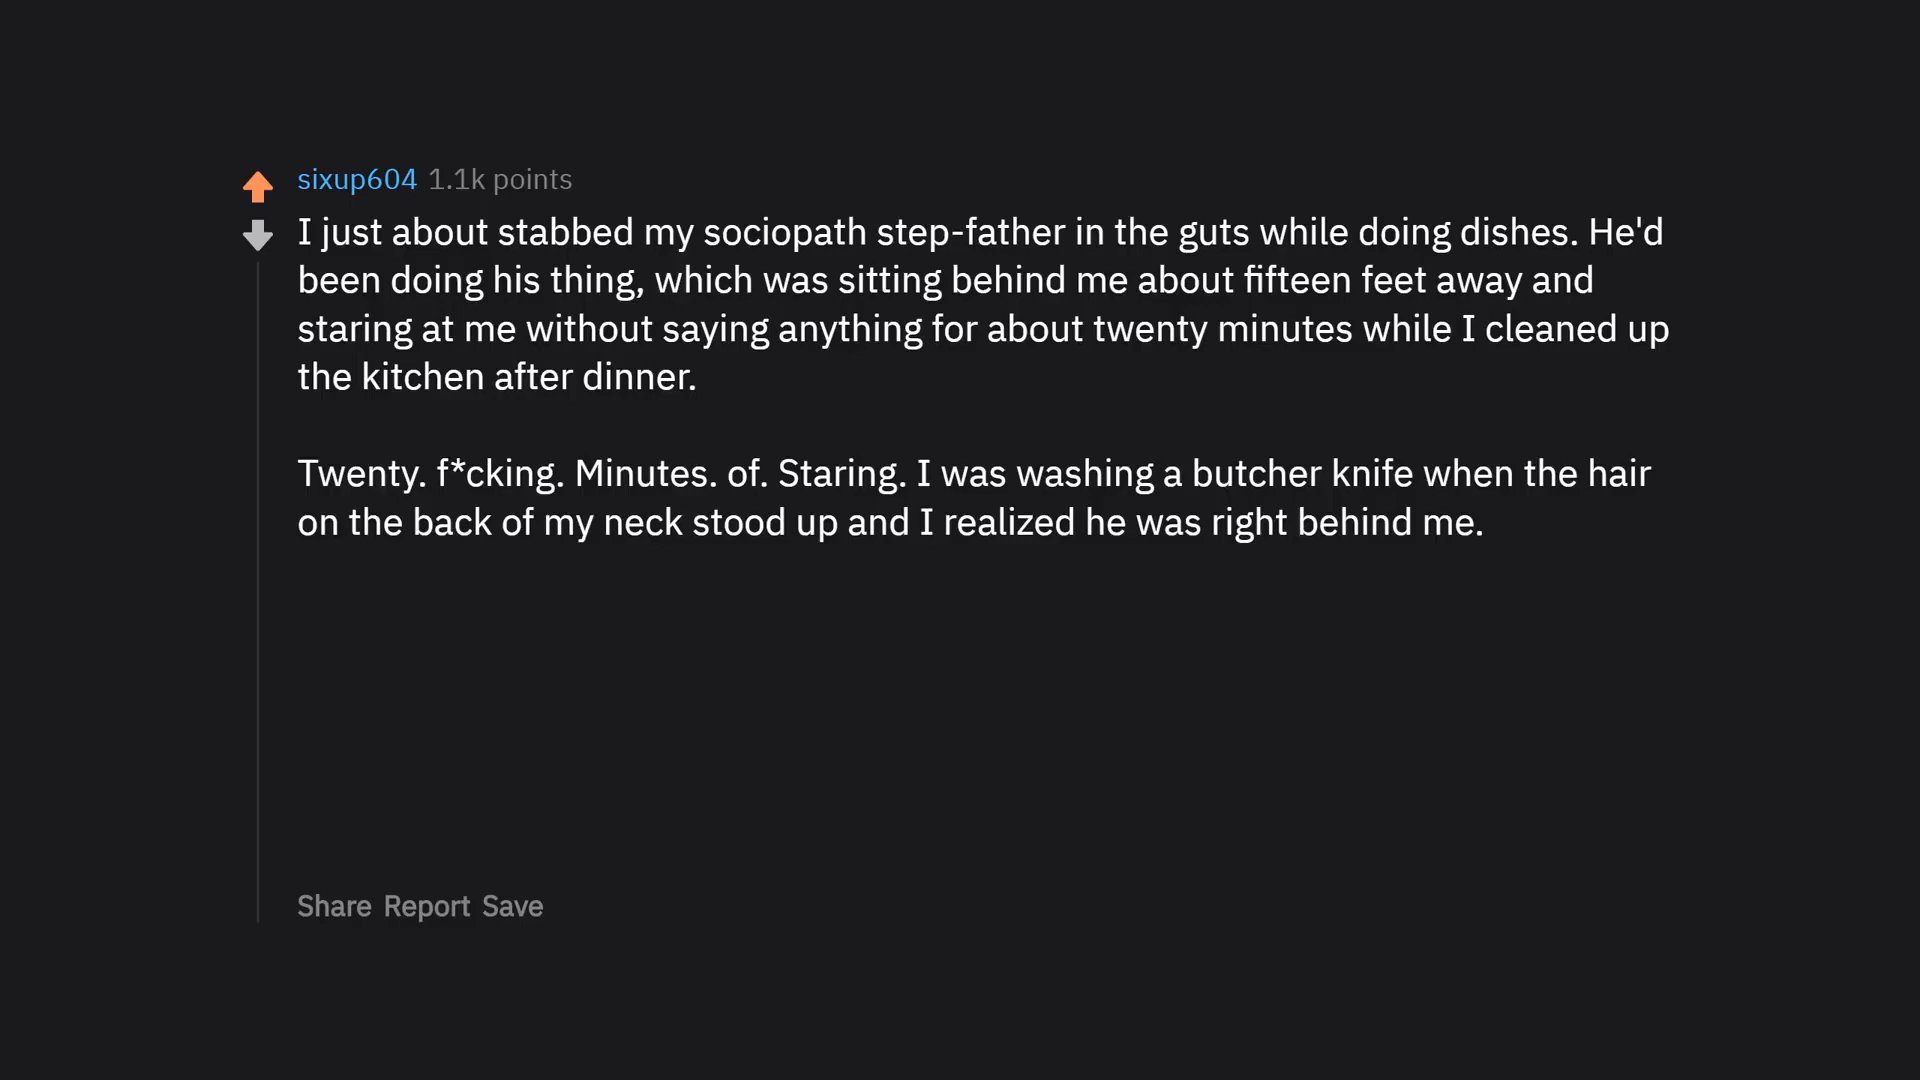 sixup604 1.1k points
I just about stabbed my sociopath step-father in the guts while doing dishes. He'd
been doing his thing, which was sitting behind me about fifteen feet away and
staring at me without saying anything for about twenty minutes while I cleaned up
the kitchen after dinner.
Twenty. f*cking. Minutes. of. Staring. I was washing a butcher knife when the hair
on the back of my neck stood up and I realized he was right behind me.
Share Report Save